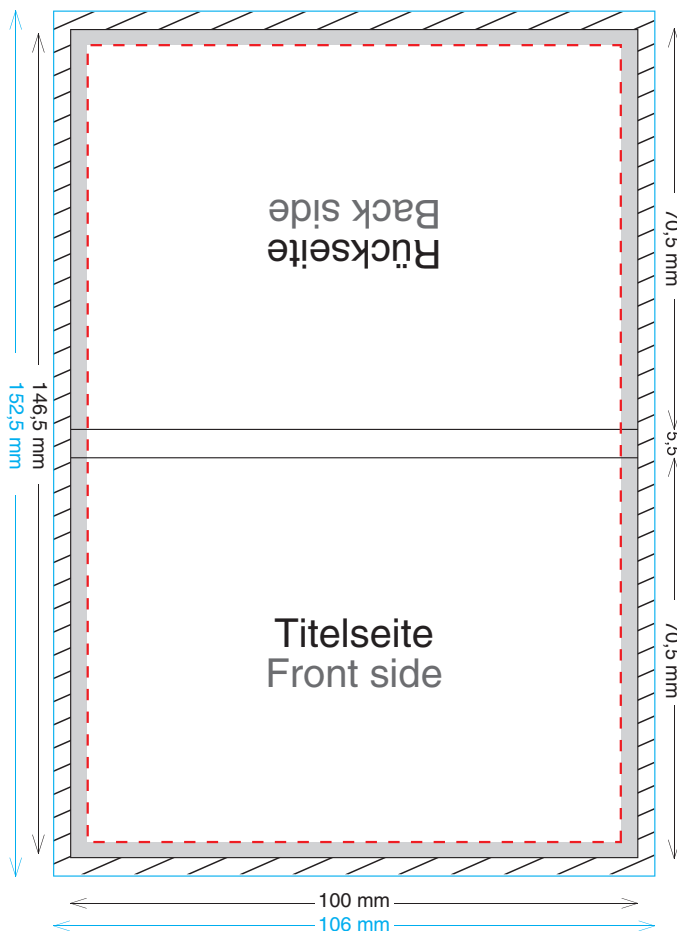 Rückseite
Back side
70,5 mm
146,5 mm
152,5 mm
5,5
Titelseite
Front side
70,5 mm
100 mm
106 mm